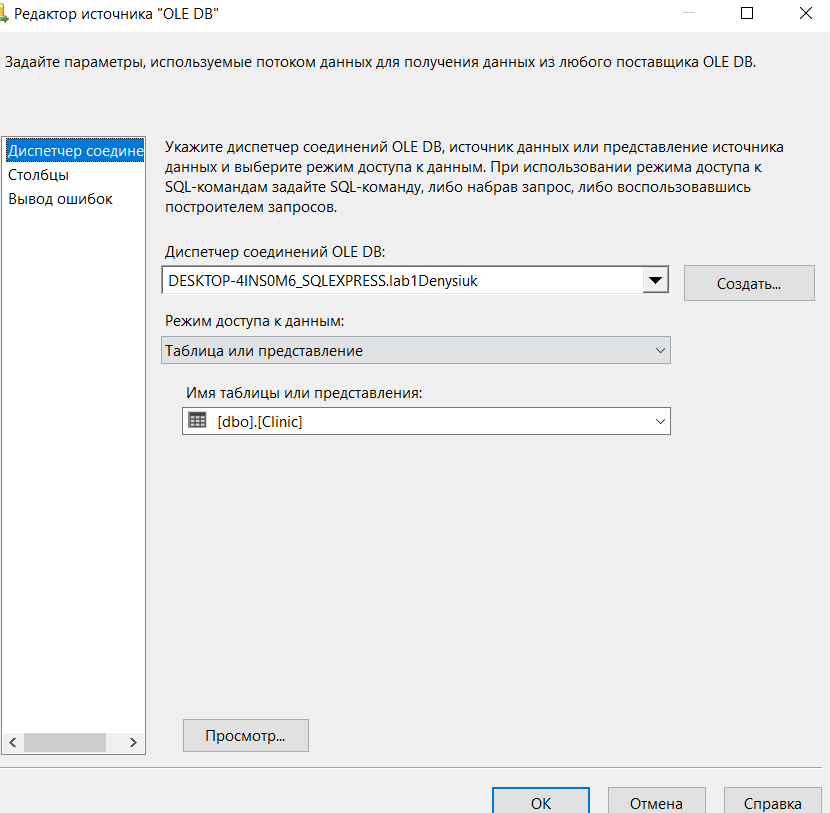 Редактор источника "OLE DB"
Задайте параметры, используемые потоком данных для получения данных из любого поставщика OLE DB.
Диспетчер соедине
Столбцы
Вывод ошибок
Укажите диспетчер соединений OLE DB, источник данных или представление источника
данных и выберите режим доступа к данным. При использовании режима доступа к
SQL-командам задайте SQL-команду, либо набрав запрос, либо воспользовавшись
построителем запросов.
Диспетчер соединений OLE DB:
DESKTOP-4INS0M6_SQLEXPRESS.lab1Denysiuk
Создать...
Режим доступа к данным:
Таблица или представление
Имя таблицы или представления:
[dbo].[Clinic]
Просмотр...
ОК
Отмена
Справка